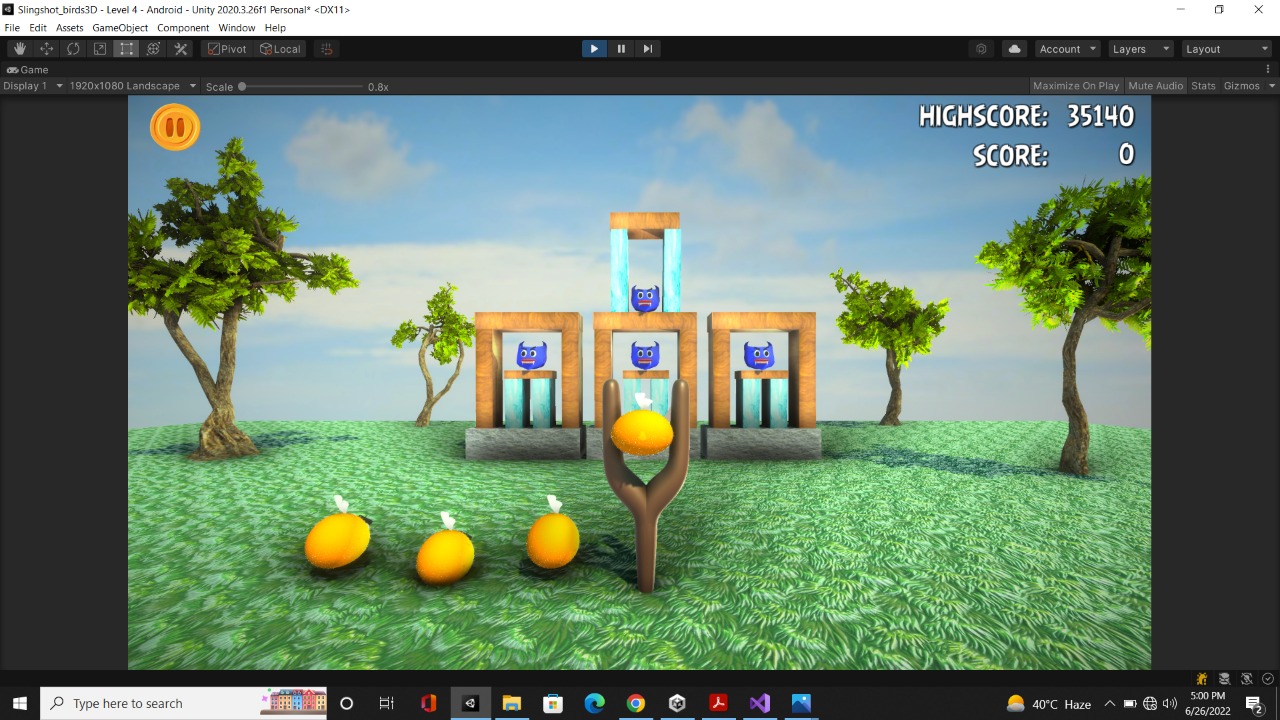 Slingshot_birds3D - Level 4 - Android - Unity 2020.3.26f1 Personal* <DX11>
File Edit Assets GameObject Component Window Help
Pivot Local Account Layers Layout
Game
Display 1 1920x1080 Landscape Scale 0.8x Maximize On Play Mute Audio Stats Gizmos
HIGHSCORE: 35140
SCORE: 0
Type here to search
40°C Haze
5:00 PM
6/26/2022
2